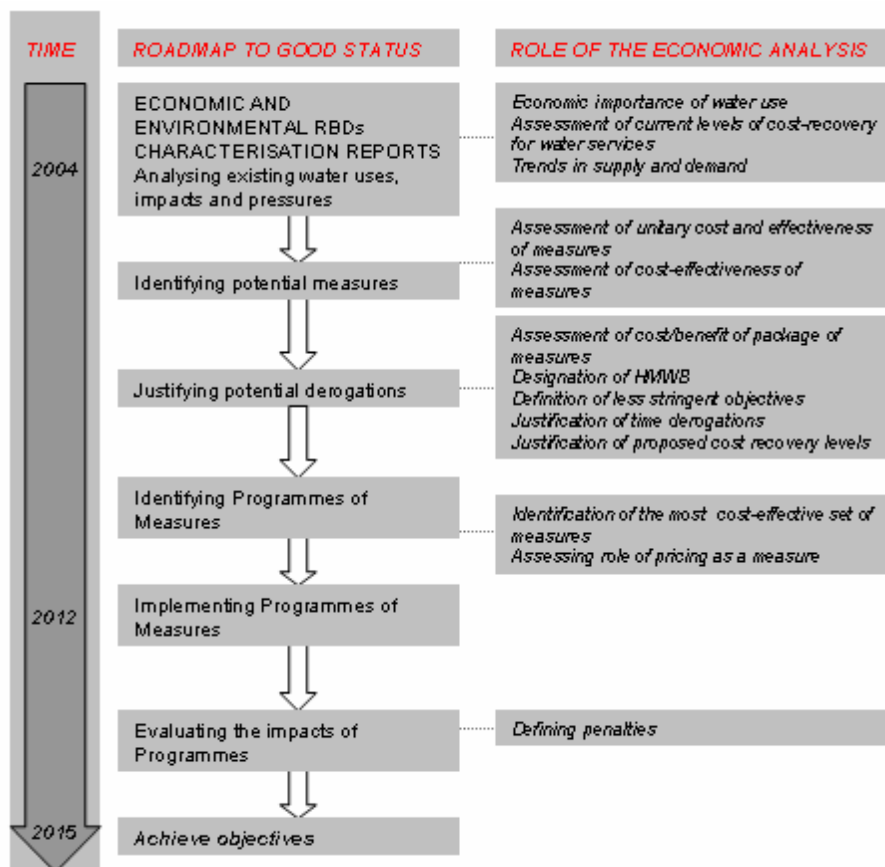 TIME
ROADMAP TO GOOD STATUS
ROLE OF THE ECONOMIC ANALYSIS
2004
ECONOMIC AND
ENVIRONMENTAL RBDs
CHARACTERISATION REPORTS
Analysing existing water uses,
impacts and pressures
Economic importance of water use
Assessment of current levels of cost-recovery
for water services
Trends in supply and demand
Identifying potential measures
Assessment of unitary cost and effectiveness
of measures
Assessment of cost-effectiveness of
measures
Justifying potential derogations
Assessment of cost/benefit of package of
measures
Designation of HMWB
Definition of less stringent objectives
Justification of time derogations
Justification of proposed cost recovery levels
Identifying Programmes of
Measures
Identification of the most cost-effective set of
measures
Assessing role of pricing as a measure
2012
Implementing Programmes of
Measures
Evaluating the impacts of
Programmes
Defining penalties
2015
Achieve objectives